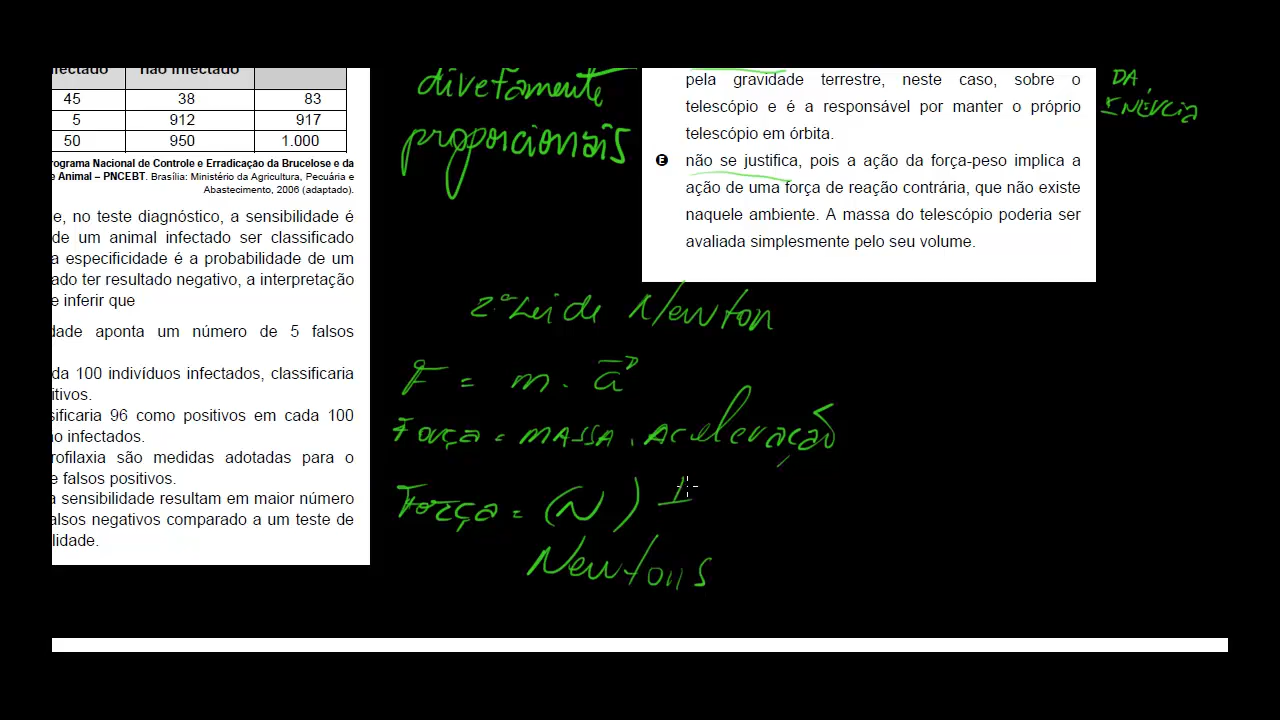 não infectado
45 38 83
5 912 917
50 950 1.000
rograma Nacional de Controle e Erradicação da Brucelose e da
e Animal – PNCEBT. Brasília: Ministério da Agricultura, Pecuária e
Abastecimento, 2006 (adaptado).
e, no teste diagnóstico, a sensibilidade é
de um animal infectado ser classificado
a especificidade é a probabilidade de um
ado ter resultado negativo, a interpretação
e inferir que
dade aponta um número de 5 falsos
da 100 indivíduos infectados, classificaria
itivos.
sificaria 96 como positivos em cada 100
o infectados.
rofilaxia são medidas adotadas para o
e falsos positivos.
a sensibilidade resultam em maior número
alsos negativos comparado a um teste de
lidade.
divetamente
proporcionais
pela gravidade terrestre, neste caso, sobre o
telescópio e é a responsável por manter o próprio
telescópio em órbita.
E não se justifica, pois a ação da força-peso implica a
ação de uma força de reação contrária, que não existe
naquele ambiente. A massa do telescópio poderia ser
avaliada simplesmente pelo seu volume.
DA
INÉRCIA
2ª Lei de Newton
F = m . a
Força = MASSA . Aceleração
Força = (N) I
Newtons